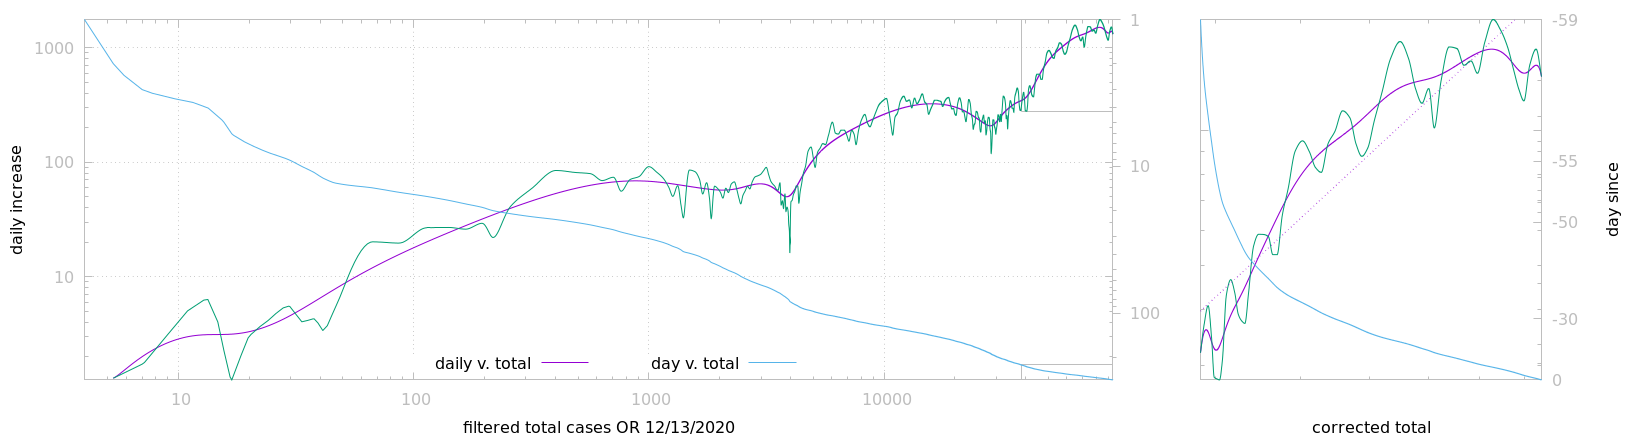 daily increase
1000
100
10
1
10
100
daily v. total
day v. total
10
100
1000
10000
filtered total cases OR 12/13/2020
-59
-55
-50
-30
0
day since
corrected total